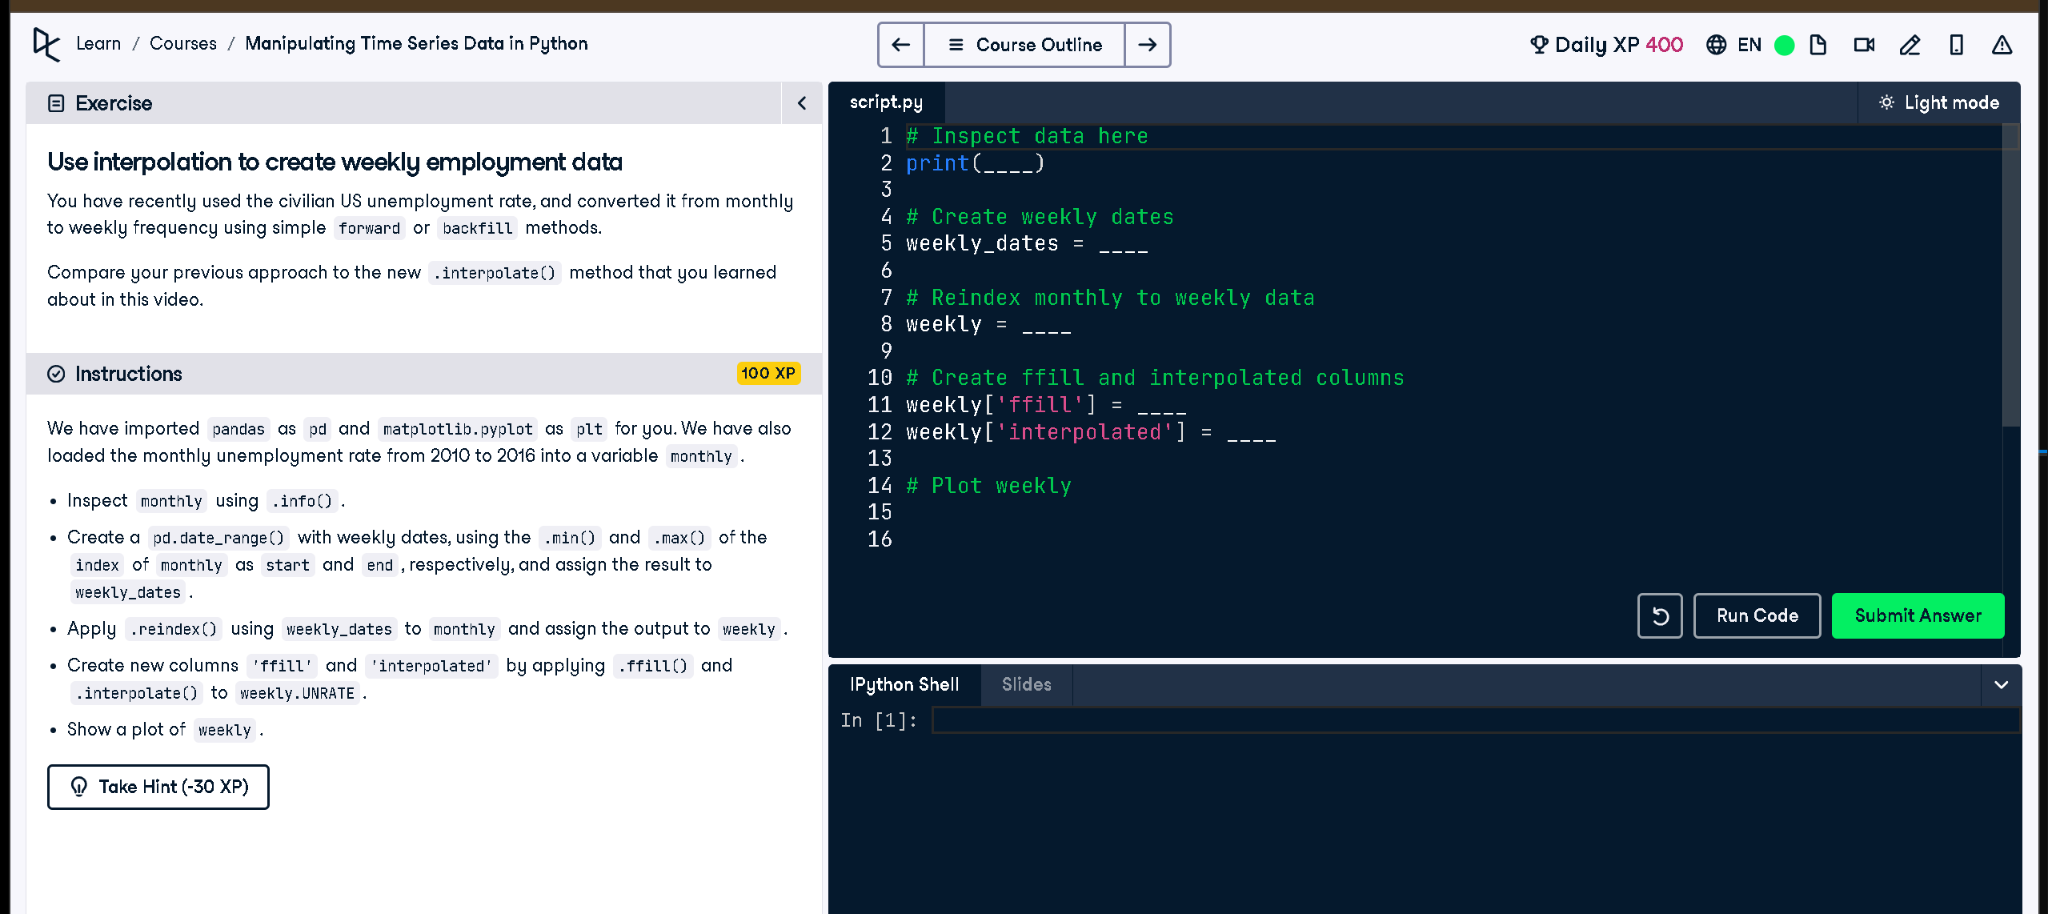 Learn / Courses / Manipulating Time Series Data in Python
Course Outline
Daily XP 400
EN
Exercise
Use interpolation to create weekly employment data
You have recently used the civilian US unemployment rate, and converted it from monthly
to weekly frequency using simple forward or backfill methods.
Compare your previous approach to the new .interpolate() method that you learned
about in this video.
Instructions
100 XP
We have imported pandas as pd and matplotlib.pyplot as plt for you. We have also
loaded the monthly unemployment rate from 2010 to 2016 into a variable monthly.
• Inspect monthly using .info().
• Create a pd.date_range() with weekly dates, using the .min() and .max() of the
index of monthly as start and end, respectively, and assign the result to
weekly_dates.
• Apply .reindex() using weekly_dates to monthly and assign the output to weekly.
• Create new columns 'ffill' and 'interpolated' by applying .ffill() and
.interpolate() to weekly.UNRATE.
• Show a plot of weekly.
Take Hint (-30 XP)
script.py
Light mode
1 # Inspect data here
2 print(____)
3
4 # Create weekly dates
5 weekly_dates = ____
6
7 # Reindex monthly to weekly data
8 weekly = ____
9
10 # Create ffill and interpolated columns
11 weekly['ffill'] = ____
12 weekly['interpolated'] = ____
13
14 # Plot weekly
15
16
Run Code
Submit Answer
IPython Shell
Slides
In [1]: